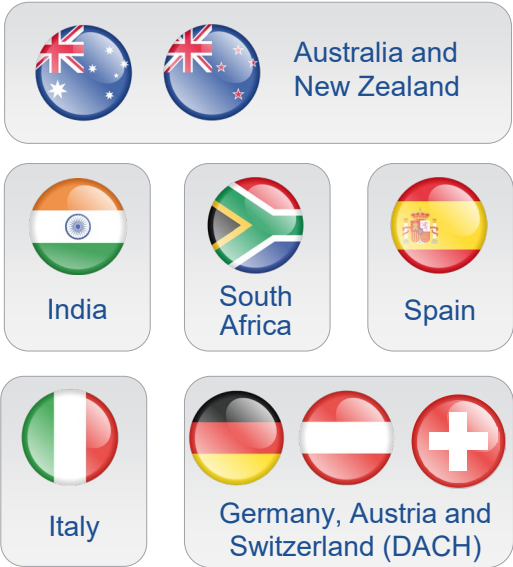 Australia and
New Zealand
India
South
Africa
Spain
Italy
Germany, Austria and
Switzerland (DACH)